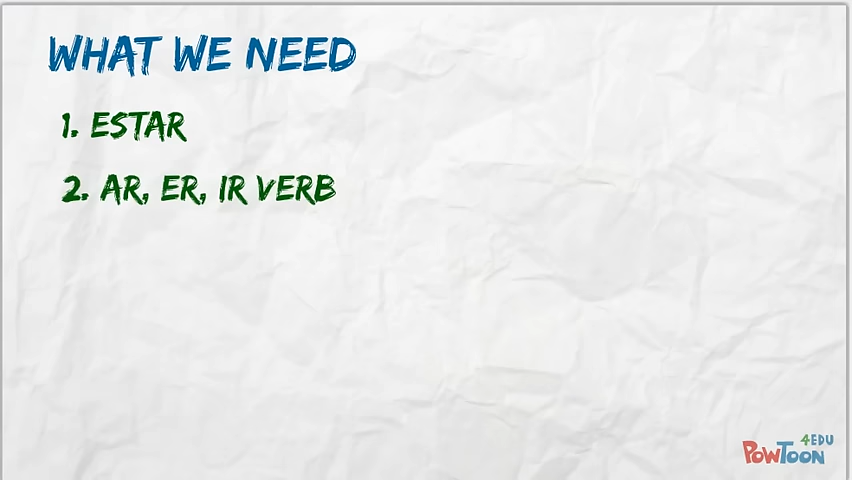 WHAT WE NEED
1. ESTAR
2. AR, ER, IR VERB
4EDU
POWTOON